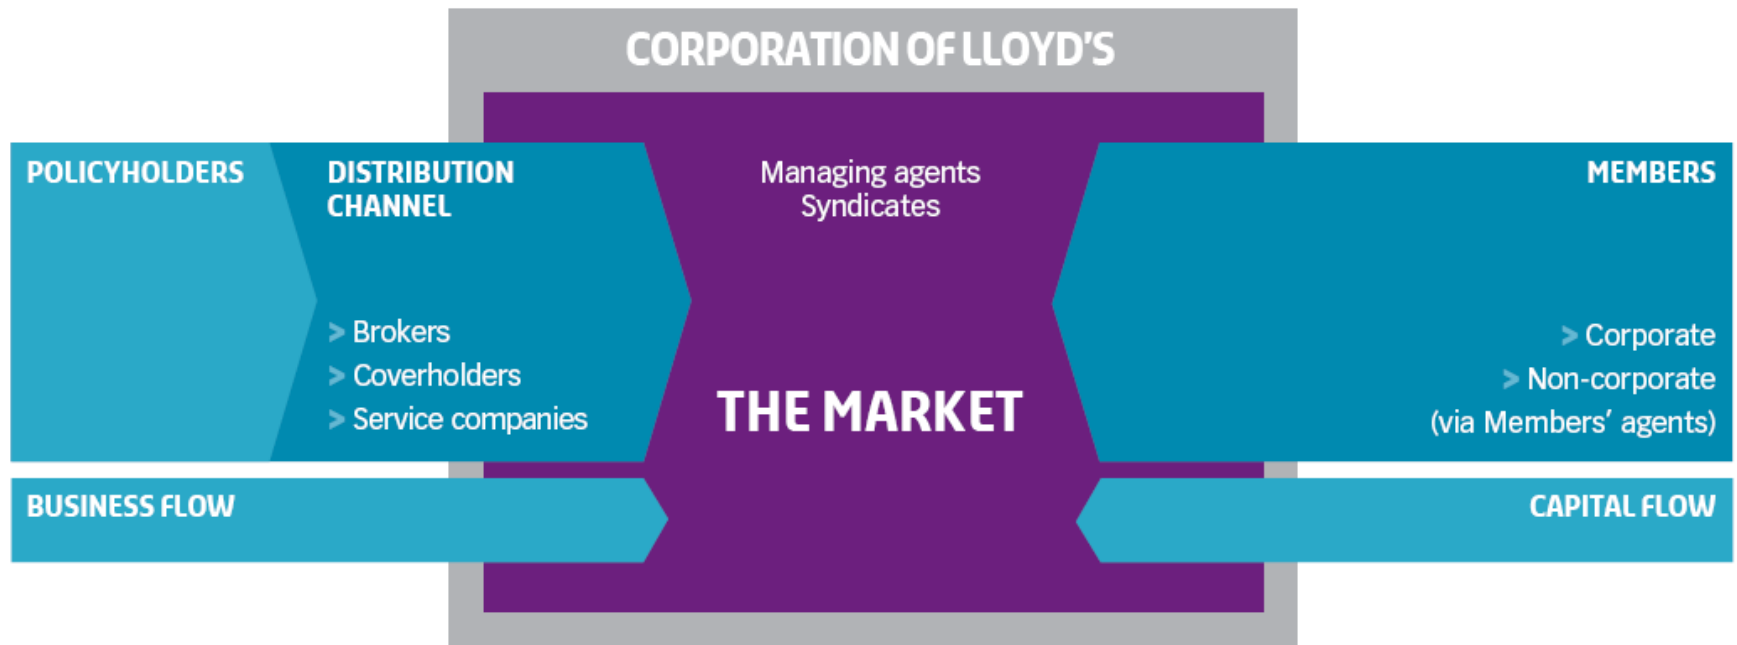 CORPORATION OF LLOYD'S
POLICYHOLDERS
DISTRIBUTION
CHANNEL
> Brokers
> Coverholders
> Service companies
Managing agents
Syndicates
THE MARKET
MEMBERS
> Corporate
> Non-corporate
(via Members’ agents)
BUSINESS FLOW
CAPITAL FLOW